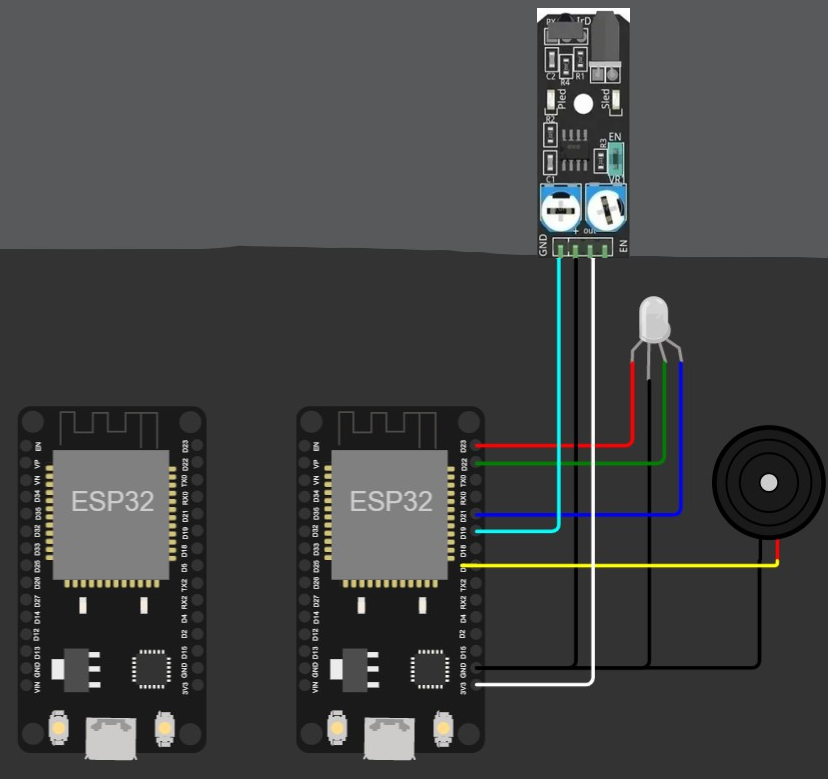 IrD
C2
R4
R1
Pled
Sled
R2
EN
R3
C1
VR1
GND
+
out
EN
EN
VP
VN
D34
D35
D32
D33
D25
D26
D27
D14
D12
D13
GND
VIN
ESP32
D23
D22
TX0
RX0
D21
D19
D18
D5
TX2
RX2
D4
D2
D15
GND
3V3
EN
VP
VN
D34
D35
D32
D33
D25
D26
D27
D14
D12
D13
GND
VIN
ESP32
D23
D22
TX0
RX0
D21
D19
D18
TX2
RX2
D4
D2
D15
GND
3V3